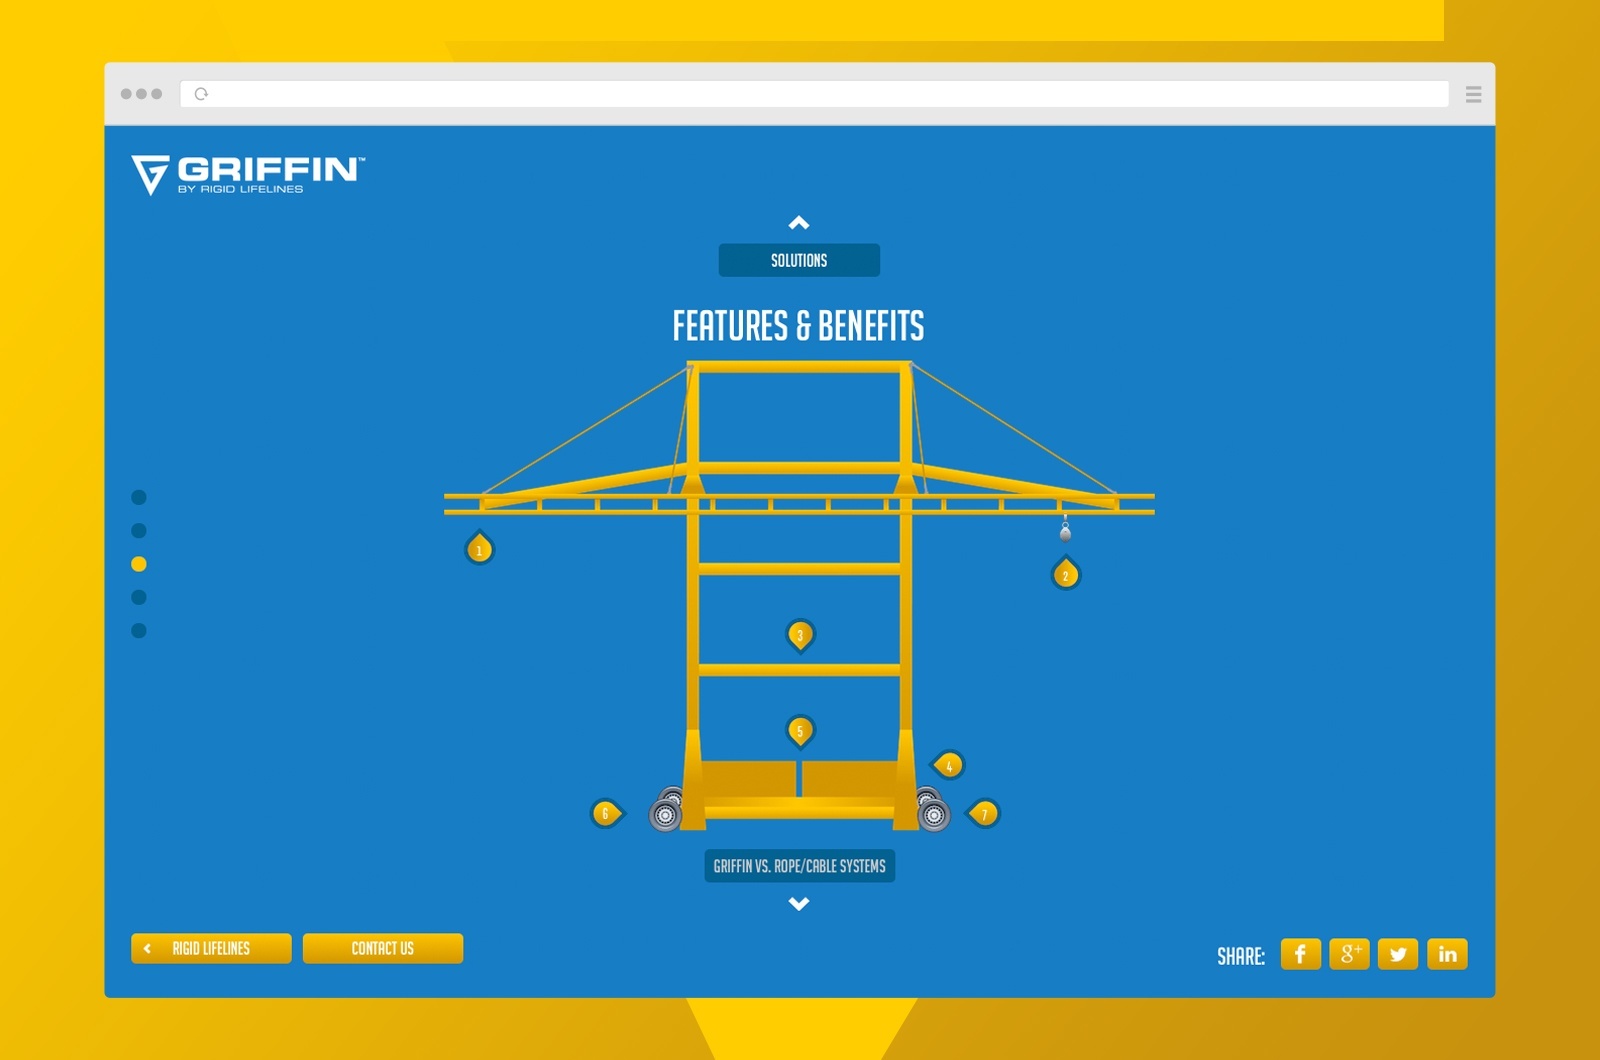 GRIFFIN™
BY RIGID LIFELINES
SOLUTIONS
FEATURES & BENEFITS
1
2
3
5
4
6
7
GRIFFIN VS. ROPE/CABLE SYSTEMS
RIGID LIFELINES
CONTACT US
SHARE:
f
g+
in